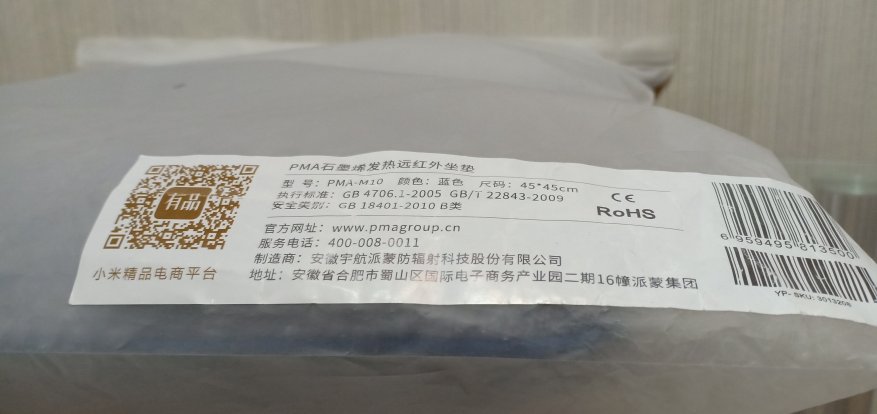 PMA石墨烯发热远红外坐垫
型 号：PMA-M10 颜色：蓝色 尺码：45*45cm
执行标准：GB 4706.1-2005 GB/T 22843-2009
安全类别：GB 18401-2010 B类
CE
RoHS
官方网址：www.pmagroup.cn
服务电话：400-008-0011
制造商：安徽宇航派蒙防辐射科技股份有限公司
地址：安徽省合肥市蜀山区国际电子商务产业园二期16幢派蒙集团
有品
小米精品电商平台
6 959495 813500
YP-SKU: 3013206